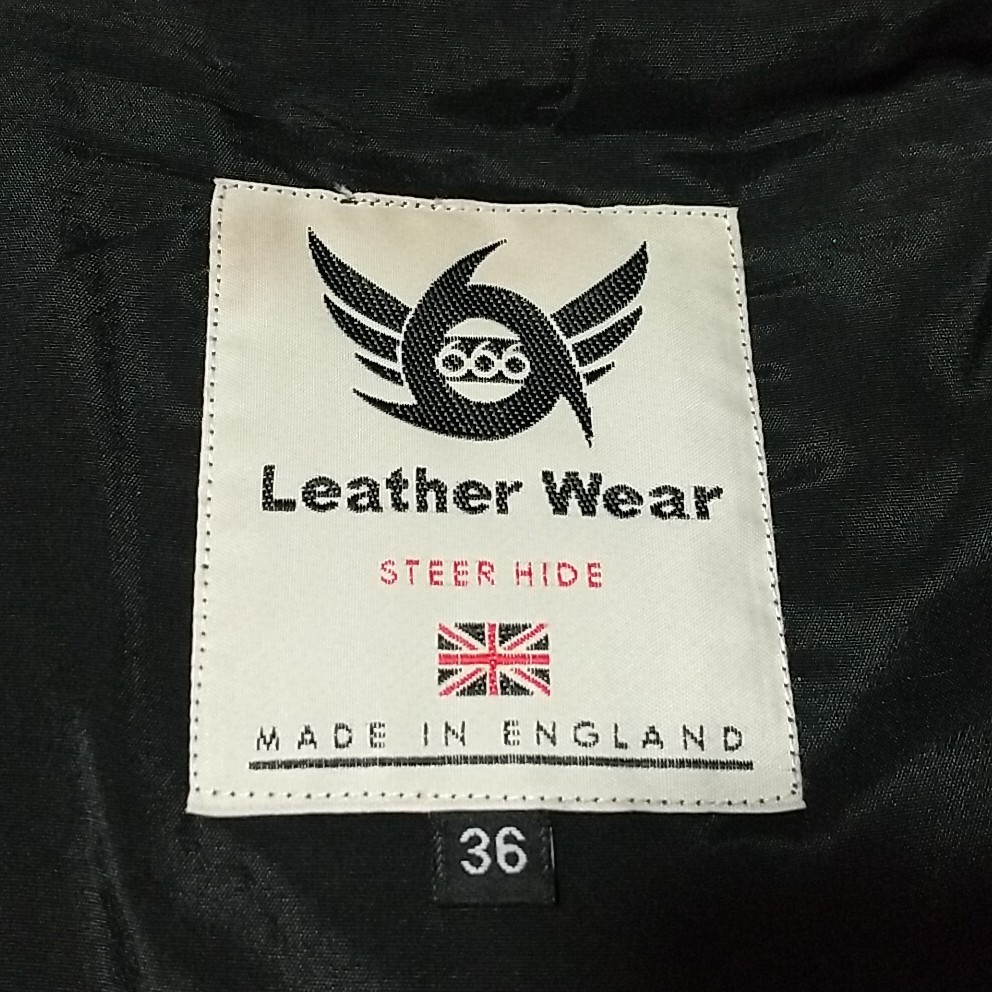 666
Leather Wear
STEER HIDE
MADE IN ENGLAND
36